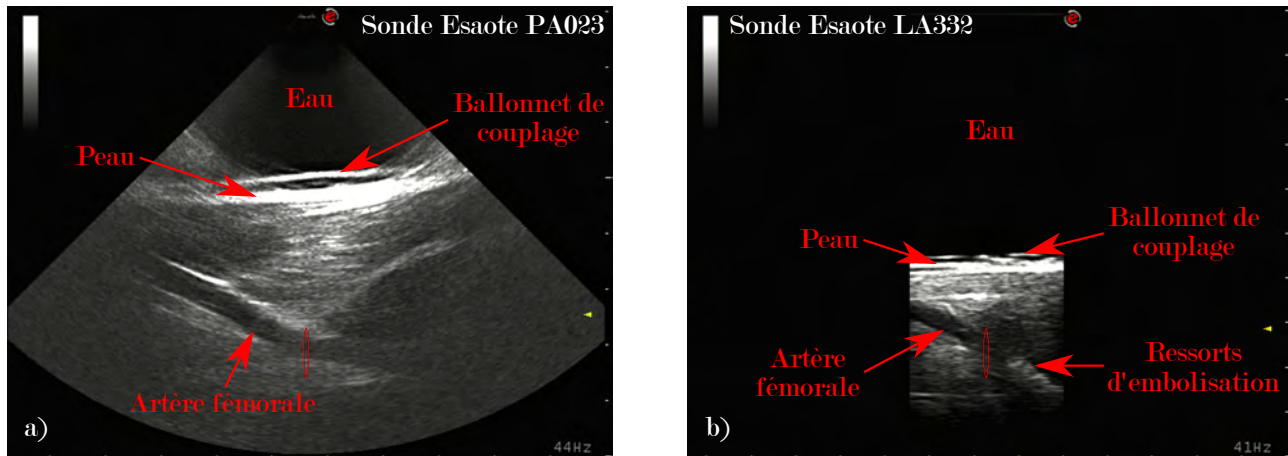 Sonde Esaote PA023
Eau
Ballonnet de
couplage
Peau
Artère fémorale
a)
44Hz
Sonde Esaote LA332
Eau
Ballonnet de
couplage
Peau
Artère
fémorale
Ressorts
d'embolisation
b)
41Hz